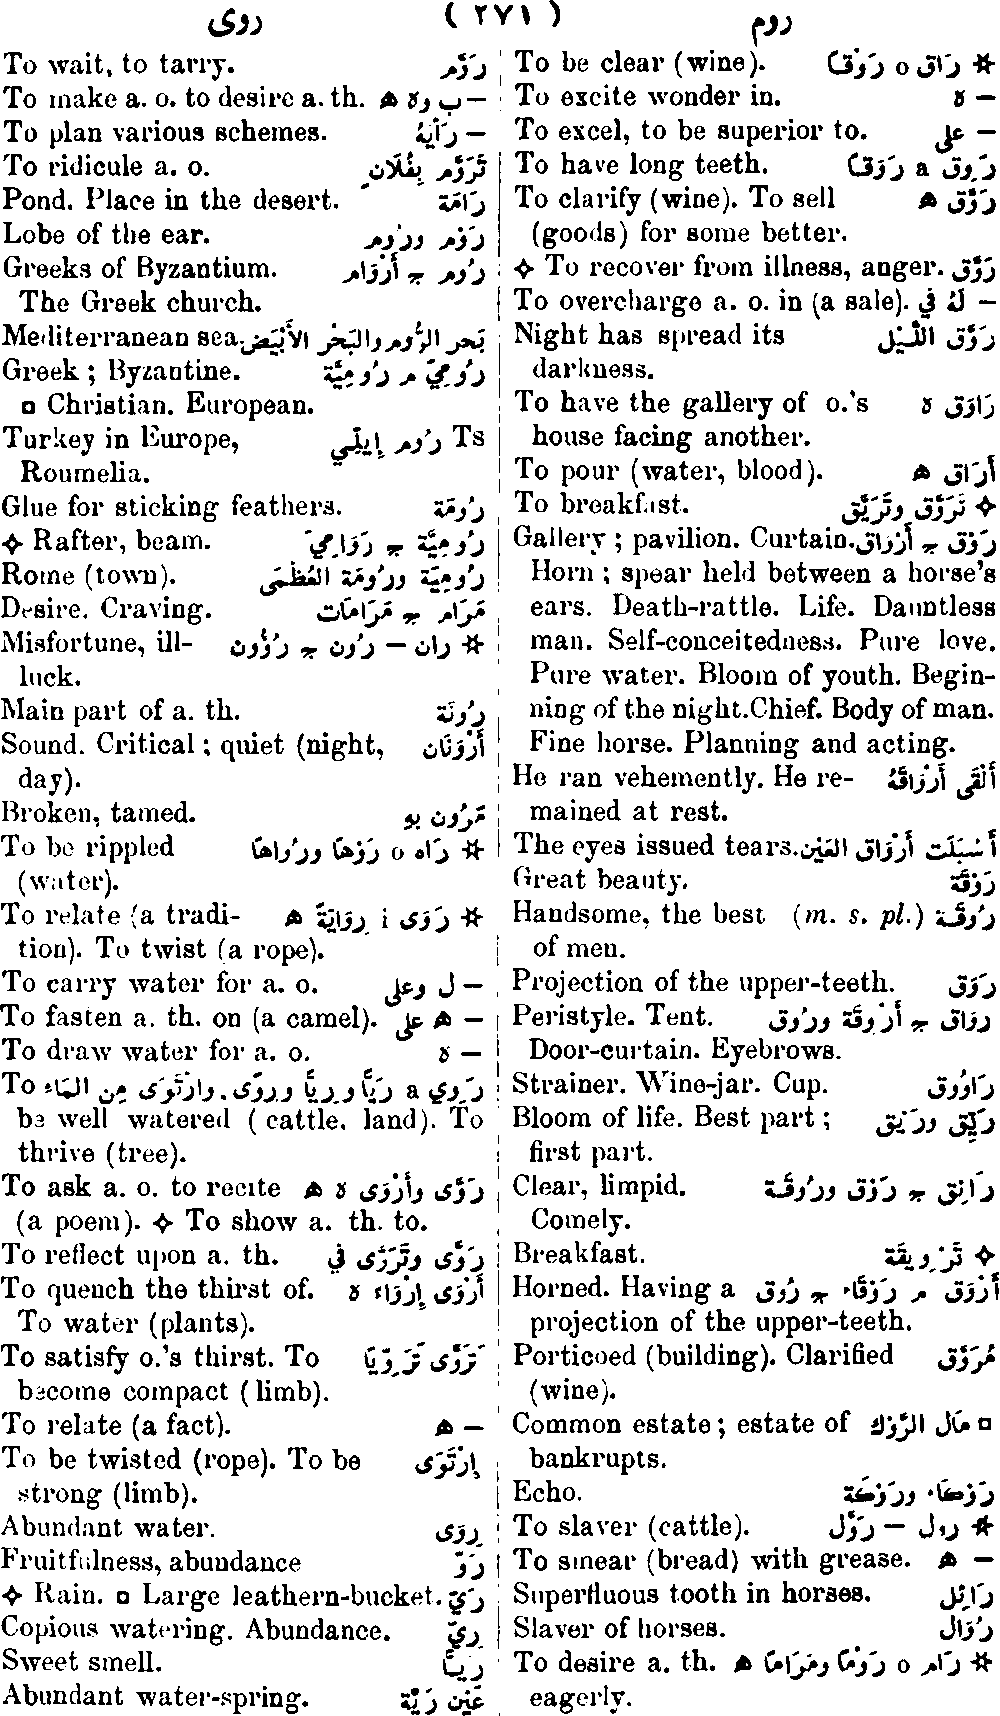 روى ( ٢٧١ ) روم
To be clear (wine). ☆ رَاق o رَوْقًا
To excite wonder in. – ه
To excel, to be superior to. – على
To have long teeth. رَوِق a رَوَقًا
To clarify (wine). To sell رَوَّق ه
(goods) for some better.
✧ To recover from illness, anger. رَوَّق
To overcharge a. o. in (a sale). – لهُ في
Night has spread its رَوَّق اللَّيْل
darkness.
To have the gallery of o.'s رَاوَق ه
house facing another.
To pour (water, blood). أَرَاق ه
To breakfast. ✧ تَرَوَّق وتَرَيَّق
Gallery ; pavilion. Curtain. رَوْق ج أَرْوَاق
Horn ; spear held between a horse's
ears. Death-rattle. Life. Dauntless
man. Self-conceitedness. Pure love.
Pure water. Bloom of youth. Begin-
ning of the night. Chief. Body of man.
Fine horse. Planning and acting.
He ran vehemently. He re- أَلْقَى أَرْوَاقَهُ
mained at rest.
The eyes issued tears. أَسْبَلَت أَرْوَاق العَيْن
Great beauty. رَوْقَة
Handsome, the best (m. s. pl.) رُوقَة
of men.
Projection of the upper-teeth. رَوَق
Peristyle. Tent. رِوَاق ج أَرْوِقَة ورُوق
Door-curtain. Eyebrows.
Strainer. Wine-jar. Cup. رَاوُوق
Bloom of life. Best part ; رَيِّق ورَيْق
first part.
Clear, limpid. رَائِق ج رَوْق ورُوقَة
Comely.
Breakfast. ✧ تَرْوِيقَة
Horned. Having a أَرْوَق م رَوْقَاء ج رُوق
projection of the upper-teeth.
Porticoed (building). Clarified مُرَوَّق
(wine).
Common estate ; estate of □ مَال الرَّوْك
bankrupts.
Echo. رَوْكَاء ورَوْكَة
To slaver (cattle). ☆ رول – رَوَّل
To smear (bread) with grease. – ه
Superfluous tooth in horses. رَائِل
Slaver of horses. رُوَال
To desire a. th. ☆ رَام o رَوْمًا ومَرَامًا ه
eagerly.
To wait, to tarry. رَوَّم
To make a. o. to desire a. th. – ه وب ه
To plan various schemes. – رَأْيَهُ
To ridicule a. o. تَرَوَّم بِفُلَانٍ
Pond. Place in the desert. رَامَة
Lobe of the ear. رَوْم ورُوم
Greeks of Byzantium. رُوم ج أَرْوَام
The Greek church.
Mediterranean sea. بَحر الرُّوم والبَحْر الأَبْيَض
Greek ; Byzantine. رُومِيّ م رُومِيَّة
□ Christian. European.
Turkey in Europe, Ts رُوم إِيلِّي
Roumelia.
Glue for sticking feathers. رُومَة
✧ Rafter, beam. رُومِيَّة ج رَوَامِيّ
Rome (town). رُومِيَة ورُومَة العُظْمَى
Desire. Craving. مَرَام ج مَرَامَات
Misfortune, ill- ☆ ران – رُون ج رُوُون
luck.
Main part of a. th. رُونَة
Sound. Critical ; quiet (night, أَرْوَنَان
day).
Broken, tamed. مَرُون بو
To be rippled ☆ رَاه o رَوْهًا ورُوَاهًا
(water).
To relate (a tradi- ☆ رَوَى i رِوَايَةً ه
tion). To twist (a rope).
To carry water for a. o. – ل وعلى
To fasten a. th. on (a camel). – ه على
To draw water for a. o. – ه
To رَوِي a رَيًّا ورِيًّا ورِوًى، وارْتَوَى مِن المَاء
be well watered ( cattle, land). To
thrive (tree).
To ask a. o. to recite رَوَّى وأَرْوَى ه ه
(a poem). ✧ To show a. th. to.
To reflect upon a. th. رَوَّى وتَرَوَّى في
To quench the thirst of. أَرْوَى إِرْوَاء ه
To water (plants).
To satisfy o.'s thirst. To تَرَوَّى تَرَوِّيًا
become compact ( limb).
To relate (a fact). – ه
To be twisted (rope). To be إِرْتَوَى
strong (limb).
Abundant water. رِوًى
Fruitfulness, abundance رَوّ
✧ Rain. □ Large leathern-bucket. رَيّ
Copious watering. Abundance. رِيّ
Sweet smell. رَيَّا
Abundant water-spring. عَيْن رَيَّة